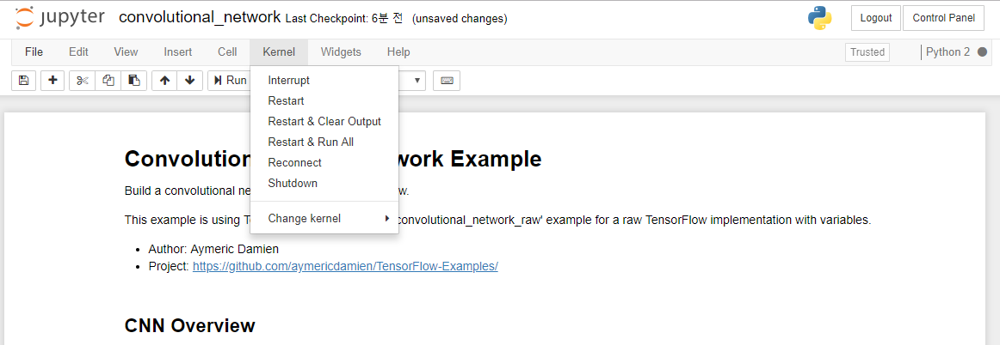 jupyter convolutional_network Last Checkpoint: 6분 전 (unsaved changes) Logout Control Panel
File Edit View Insert Cell Kernel Widgets Help Trusted Python 2
Run
Interrupt
Restart
Restart & Clear Output
Restart & Run All
Reconnect
Shutdown
Change kernel
Convolution work Example
Build a convolutional ne w.
This example is using T convolutional_network_raw' example for a raw TensorFlow implementation with variables.
• Author: Aymeric Damien
• Project: https://github.com/aymericdamien/TensorFlow-Examples/
CNN Overview